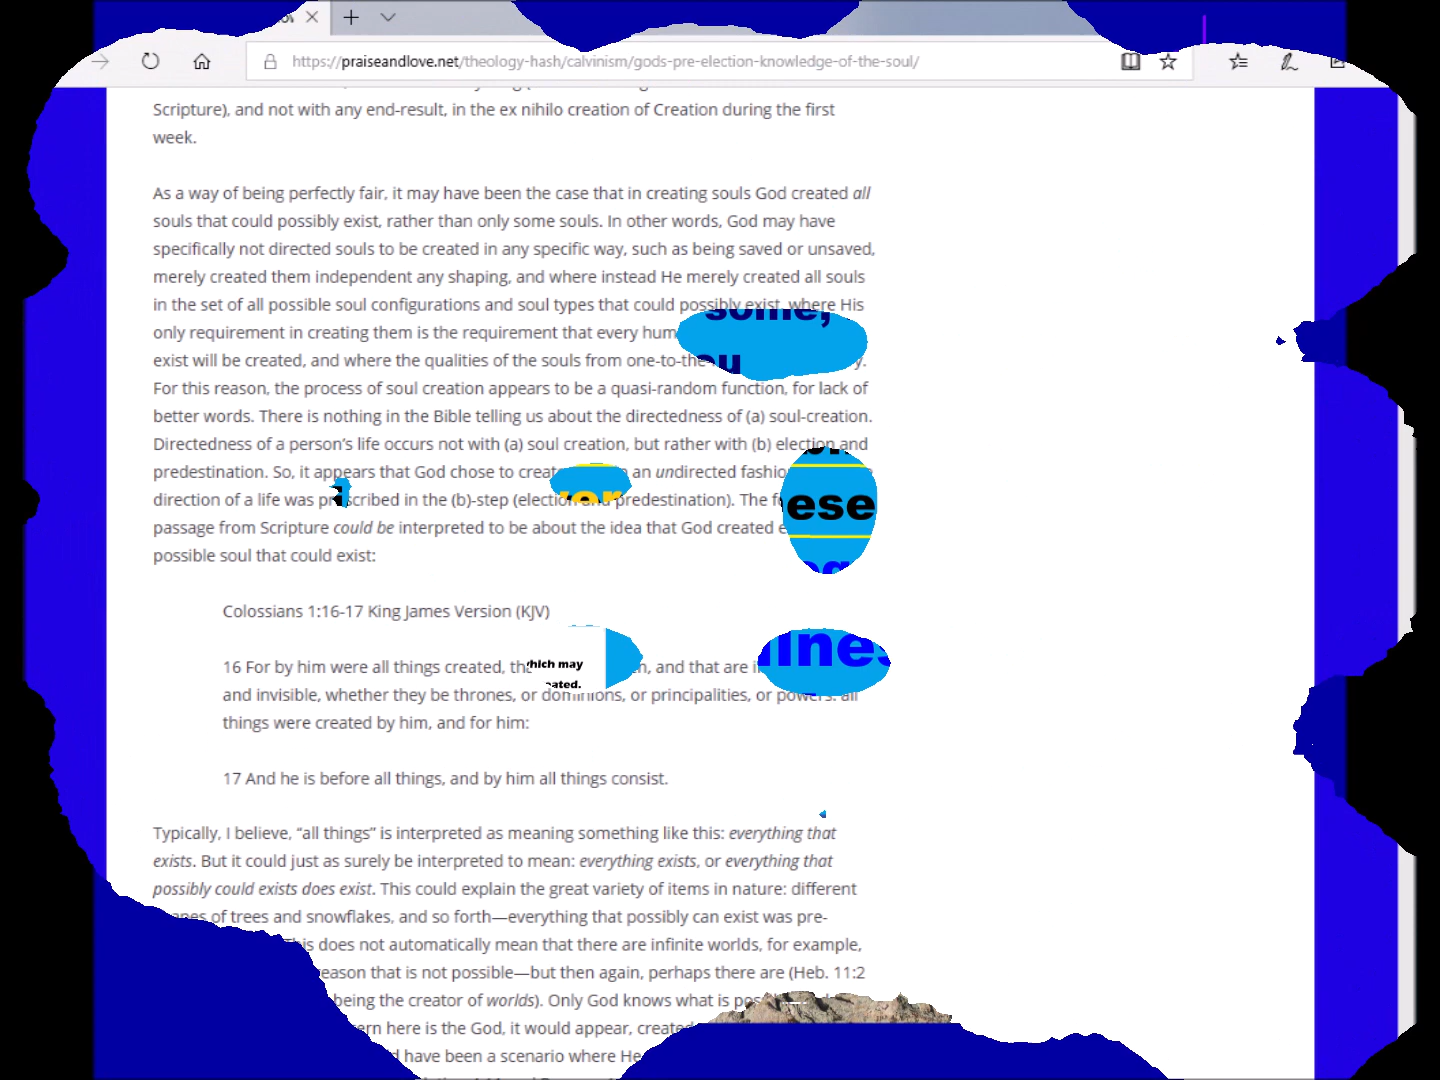 https://praiseandlove.net/theology-hash/calvinism/gods-pre-election-knowledge-of-the-soul/
Scripture), and not with any end-result, in the ex nihilo creation of Creation during the first
week.
As a way of being perfectly fair, it may have been the case that in creating souls God created all
souls that could possibly exist, rather than only some souls. In other words, God may have
specifically not directed souls to be created in any specific way, such as being saved or unsaved,
merely created them independent any shaping, and where instead He merely created all souls
in the set of all possible soul configurations and soul types that could possibly exist, where His
only requirement in creating them is the requirement that every
some,
exist will be created, and where the qualities of the souls from
For this reason, the process of soul creation appears to be a quasi-random function, for lack of
better words. There is nothing in the Bible telling us about the directedness of (a) soul-creation.
Directedness of a person's life occurs not with (a) soul creation, but rather with (b) election and
predestination. So, it appears that God chose to an undirected
direction of a life was in the (b)-step (election and predestination). The
ese
passage from Scripture could be interpreted to be about the idea that God created
possible soul that could exist:
Colossians 1:16-17 King James Version (KJV)
16 For by him were all things created, and that are
hich may
ated.
and invisible, whether they be thrones, or dominions, or principalities, or powers: all
things were created by him, and for him:
17 And he is before all things, and by him all things consist.
Typically, I believe, “all things” is interpreted as meaning something like this: everything that
exists. But it could just as surely be interpreted to mean: everything exists, or everything that
possibly could exists does exist. This could explain the great variety of items in nature: different
of trees and snowflakes, and so forth—everything that possibly can exist was pre-
This does not automatically mean that there are infinite worlds, for example,
reason that is not possible—but then again, perhaps there are (Heb. 11:2
being the creator of worlds). Only God knows what is
here is the God, it would appear,
have been a scenario where He